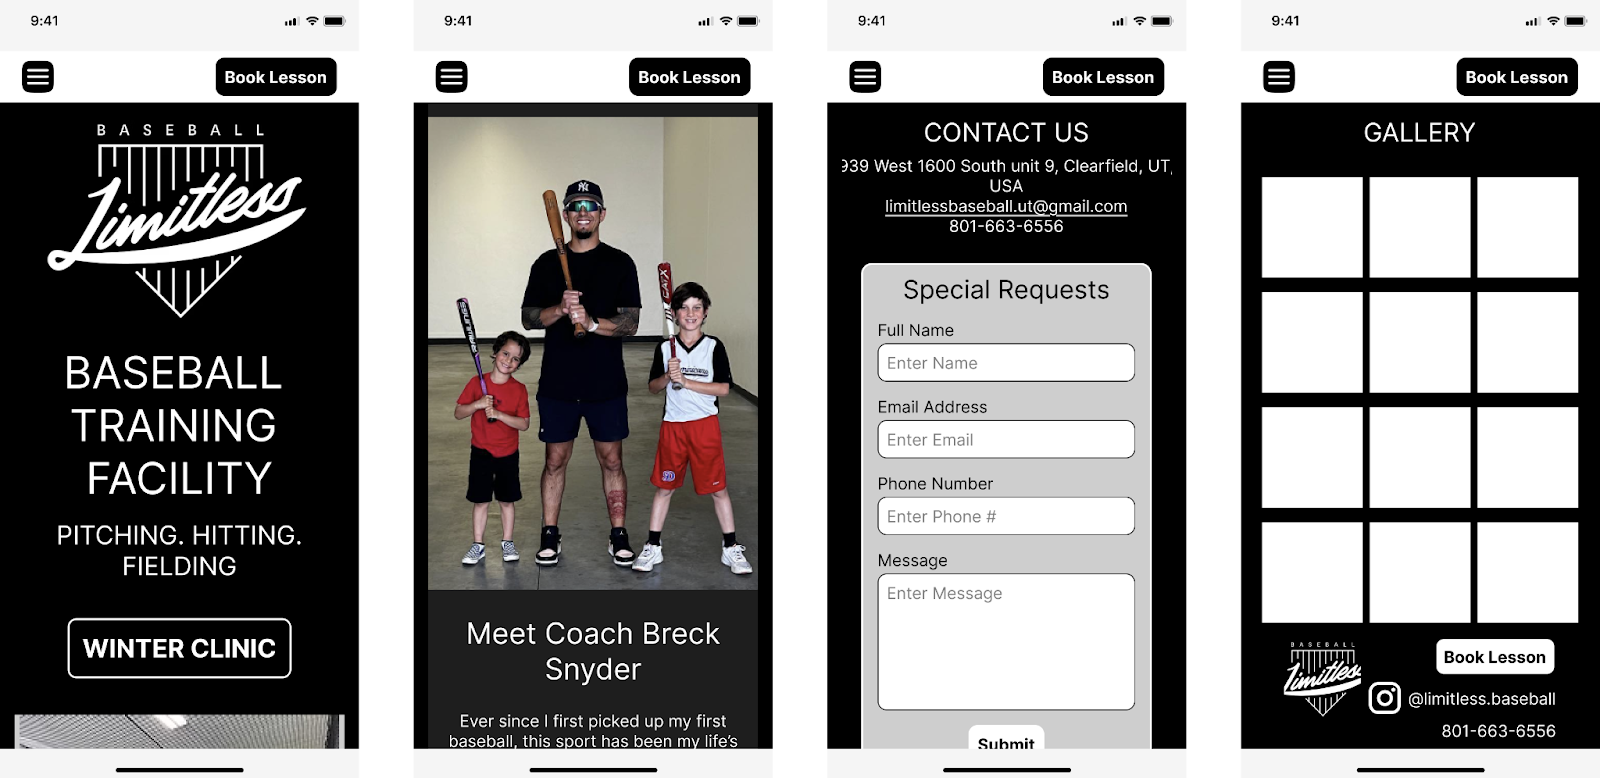 9:41
Book Lesson
BASEBALL
Limitless
BASEBALL
TRAINING
FACILITY
PITCHING. HITTING.
FIELDING
WINTER CLINIC
9:41
Book Lesson
RAWLINGS
CATX
Meet Coach Breck
Snyder
Ever since I first picked up my first
baseball, this sport has been my life's
9:41
Book Lesson
CONTACT US
939 West 1600 South unit 9, Clearfield, UT,
USA
limitlessbaseball.ut@gmail.com
801-663-6556
Special Requests
Full Name
Enter Name
Email Address
Enter Email
Phone Number
Enter Phone #
Message
Enter Message
Submit
9:41
Book Lesson
GALLERY
BASEBALL
Limitless
Book Lesson
@limitless.baseball
801-663-6556